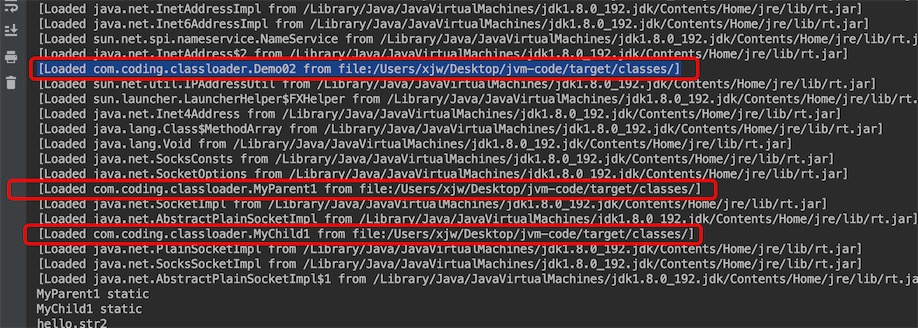 [Loaded java.net.InetAddressImpl from /Library/Java/JavaVirtualMachines/jdk1.8.0_192.jdk/Contents/Home/jre/lib/rt.jar]
[Loaded java.net.Inet6AddressImpl from /Library/Java/JavaVirtualMachines/jdk1.8.0_192.jdk/Contents/Home/jre/lib/rt.jar]
[Loaded sun.net.spi.nameservice.NameService from /Library/Java/JavaVirtualMachines/jdk1.8.0_192.jdk/Contents/Home/jre/lib/rt
[Loaded java.net.InetAddress$2 from /Library/Java/JavaVirtualMachines/jdk1.8.0_192.jdk/Contents/Home/jre/lib/rt.jar]
[Loaded com.coding.classloader.Demo02 from file:/Users/xjw/Desktop/jvm-code/target/classes/]
[Loaded sun.net.util.IPAddressUtil from /Library/Java/JavaVirtualMachines/jdk1.8.0_192.jdk/Contents/Home/jre/lib/rt.jar]
[Loaded sun.launcher.LauncherHelper$FXHelper from /Library/Java/JavaVirtualMachines/jdk1.8.0_192.jdk/Contents/Home/jre/lib/r
[Loaded java.net.Inet4Address from /Library/Java/JavaVirtualMachines/jdk1.8.0_192.jdk/Contents/Home/jre/lib/rt.jar]
[Loaded java.lang.Class$MethodArray from /Library/Java/JavaVirtualMachines/jdk1.8.0_192.jdk/Contents/Home/jre/lib/rt.jar]
[Loaded java.lang.Void from /Library/Java/JavaVirtualMachines/jdk1.8.0_192.jdk/Contents/Home/jre/lib/rt.jar]
[Loaded java.net.SocksConsts from /Library/Java/JavaVirtualMachines/jdk1.8.0_192.jdk/Contents/Home/jre/lib/rt.jar]
[Loaded java.net.SocketOptions from /Library/Java/JavaVirtualMachines/jdk1.8.0_192.jdk/Contents/Home/jre/lib/rt.jar]
[Loaded com.coding.classloader.MyParent1 from file:/Users/xjw/Desktop/jvm-code/target/classes/]
[Loaded java.net.SocketImpl from /Library/Java/JavaVirtualMachines/jdk1.8.0_192.jdk/Contents/Home/jre/lib/rt.jar]
[Loaded java.net.AbstractPlainSocketImpl from /Library/Java/JavaVirtualMachines/jdk1.8.0_192.jdk/Contents/Home/jre/lib/rt.jar]
[Loaded com.coding.classloader.MyChild1 from file:/Users/xjw/Desktop/jvm-code/target/classes/]
[Loaded java.net.PlainSocketImpl from /Library/Java/JavaVirtualMachines/jdk1.8.0_192.jdk/Contents/Home/jre/lib/rt.jar]
[Loaded java.net.SocksSocketImpl from /Library/Java/JavaVirtualMachines/jdk1.8.0_192.jdk/Contents/Home/jre/lib/rt.jar]
[Loaded java.net.AbstractPlainSocketImpl$1 from /Library/Java/JavaVirtualMachines/jdk1.8.0_192.jdk/Contents/Home/jre/lib/rt.
MyParent1 static
MyChild1 static
hello,str2